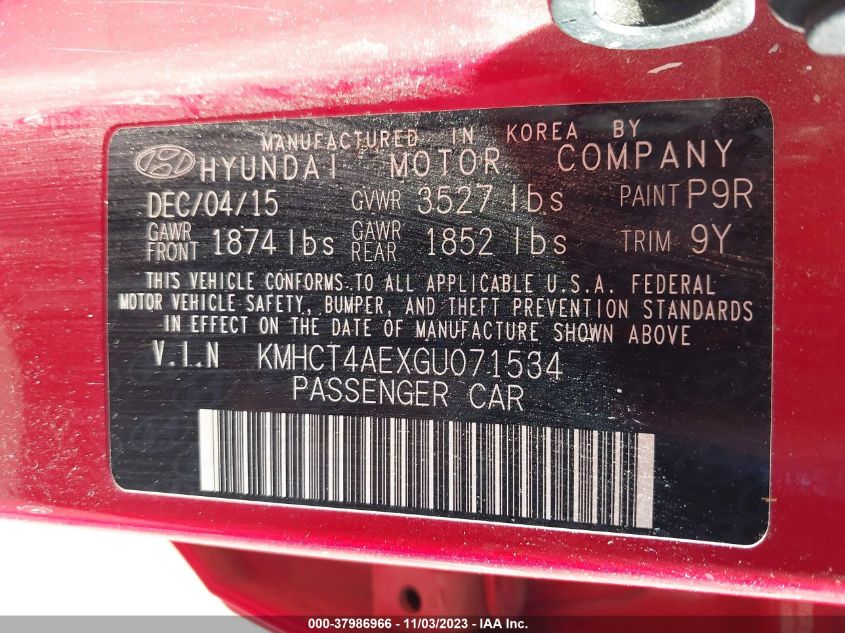 MANUFACTURED IN KOREA BY
HYUNDAI MOTOR COMPANY
DEC/04/15 GVWR 3527 lbs PAINT P9R
GAWR FRONT 1874 lbs GAWR REAR 1852 lbs TRIM 9Y
THIS VEHICLE CONFORMS TO ALL APPLICABLE U.S.A. FEDERAL
MOTOR VEHICLE SAFETY, BUMPER, AND THEFT PREVENTION STANDARDS
IN EFFECT ON THE DATE OF MANUFACTURE SHOWN ABOVE
V.I.N KMHCT4AEXGU071534
PASSENGER CAR
000-37986966 - 11/03/2023 - IAAI.com